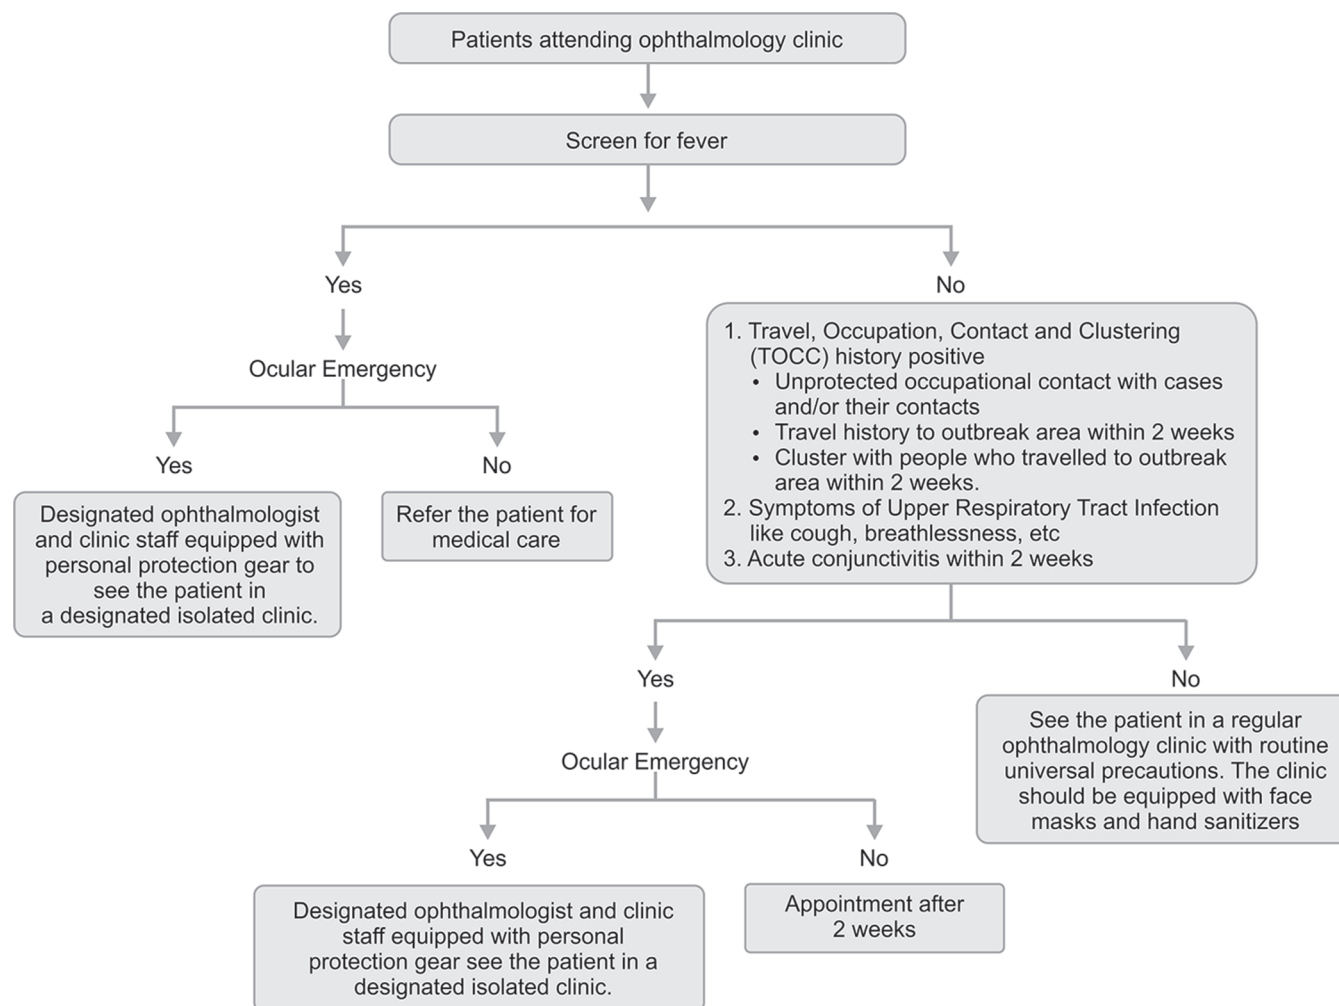 Patients attending ophthalmology clinic
Screen for fever
Yes
No
Ocular Emergency
Yes
No
Designated ophthalmologist
and clinic staff equipped with
personal protection gear to
see the patient in
a designated isolated clinic.
Refer the patient for
medical care
1. Travel, Occupation, Contact and Clustering
(TOCC) history positive
• Unprotected occupational contact with cases
and/or their contacts
• Travel history to outbreak area within 2 weeks
• Cluster with people who travelled to outbreak
area within 2 weeks.
2. Symptoms of Upper Respiratory Tract Infection
like cough, breathlessness, etc
3. Acute conjunctivitis within 2 weeks
Yes
No
Ocular Emergency
Yes
No
Designated ophthalmologist and clinic
staff equipped with personal
protection gear see the patient in a
designated isolated clinic.
Appointment after
2 weeks
See the patient in a regular
ophthalmology clinic with routine
universal precautions. The clinic
should be equipped with face
masks and hand sanitizers